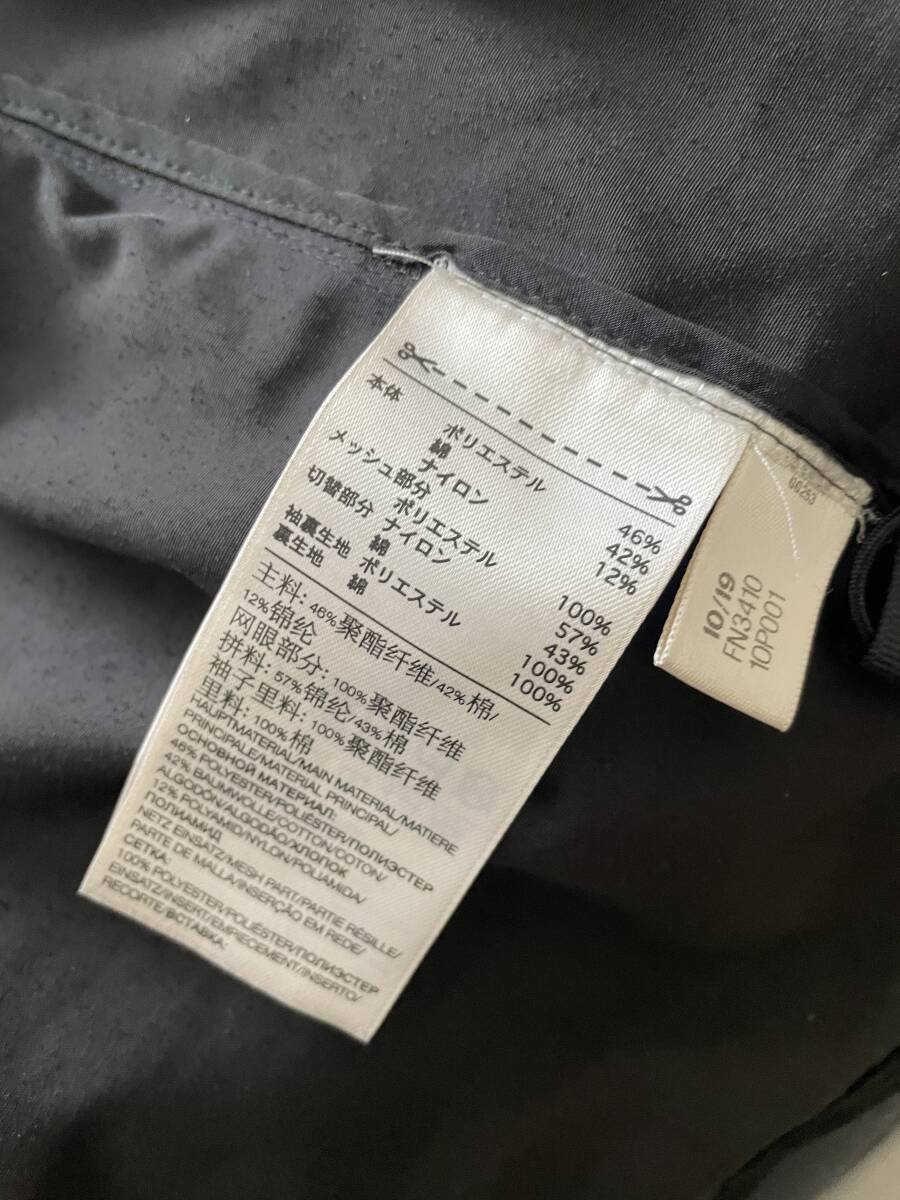 本体
ポリエステル 46%
綿 42%
ナイロン 12%
メッシュ部分
ポリエステル 100%
切替部分 ナイロン 57%
綿 43%
袖裏生地 ポリエステル 100%
裏生地 綿 100%
主料: 46%聚酯纤维/42%棉/
12%锦纶
网眼部分: 100%聚酯纤维
拼料: 57%锦纶/43%棉
袖子里料: 100%聚酯纤维
里料: 100%棉
HAUPTMATERIAL/MAIN MATERIAL/MATIERE
PRINCIPALE/MATERIAL PRINCIPAL/
ОСНОВНОЙ МАТЕРИАЛ:
46% POLYESTER/POLIÉSTER/ПОЛИЭСТЕР
42% BAUMWOLLE/COTTON/COTON/
ALGODÓN/ALGODÃO/ХЛОПОК
12% POLYAMID/NYLON/POLIAMIDA/
ПОЛИАМИД
NETZ EINSATZ/MESH PART/PARTIE RÉSILLE/
PARTE DE MALLA/INSERÇÃO EM REDE/
СЕТКА:
100% POLYESTER/POLIÉSTER/ПОЛИЭСТЕР
EINSATZ/INSERT/EMPIECEMENT/INSERTO/
RECORTE/ВСТАВКА:
10/19
FN3410
10P001